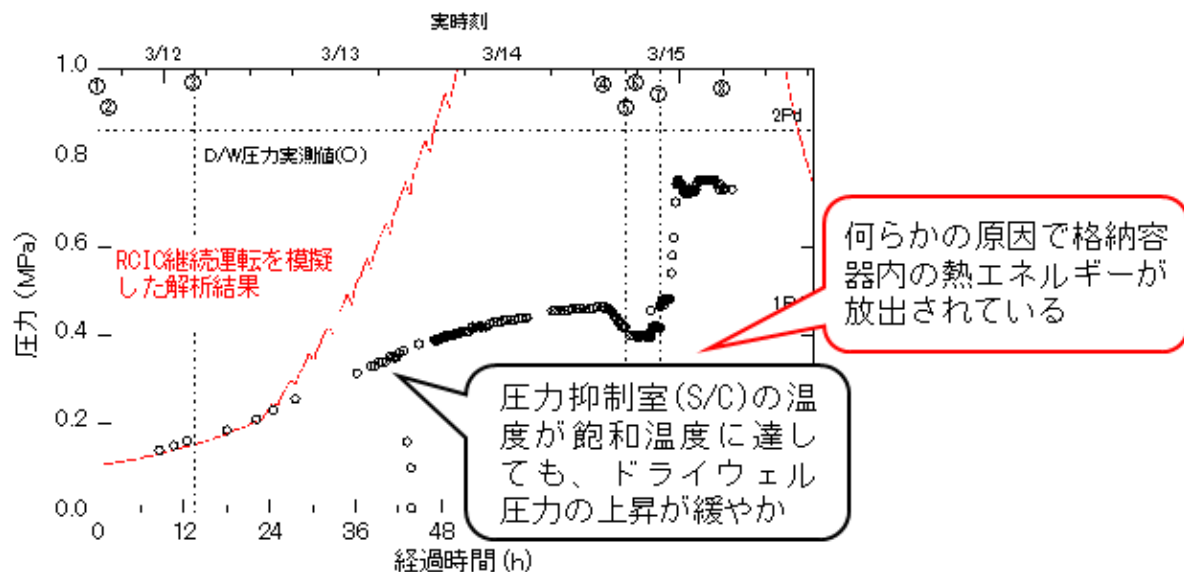 実時刻
3/12 3/13 3/14 3/15
1.0
① ② ③ ④ ⑤ ⑥ ⑦ ⑧
2Pd
D/W圧力実測値(〇)
0.8
0.6
0.4
0.2
0.0
圧力(MPa)
RCIC継続運転を模擬
した解析結果
何らかの原因で格納容
器内の熱エネルギーが
放出されている
圧力抑制室(S/C)の温
度が飽和温度に達し
ても、ドライウェル
圧力の上昇が緩やか
0 12 24 36 48
経過時間(h)